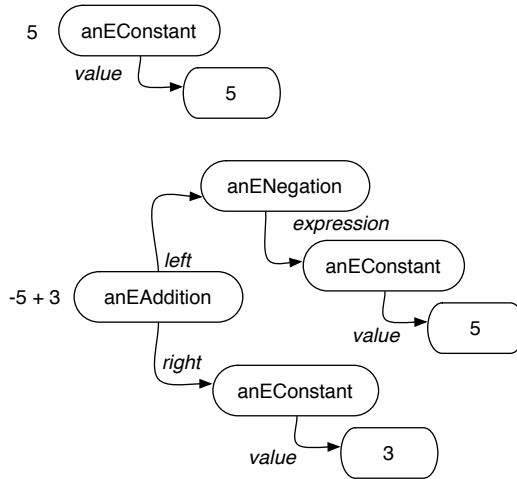 5 anEConstant
value
5
anENegation
expression
left
anEConstant
-5 + 3 anEAddition
value
5
right
anEConstant
value
3